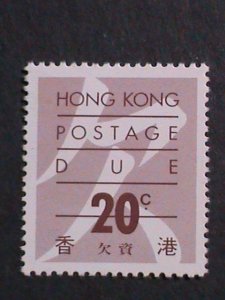 HONG KONG
POSTAGE
DUE
20c
香 欠資 港